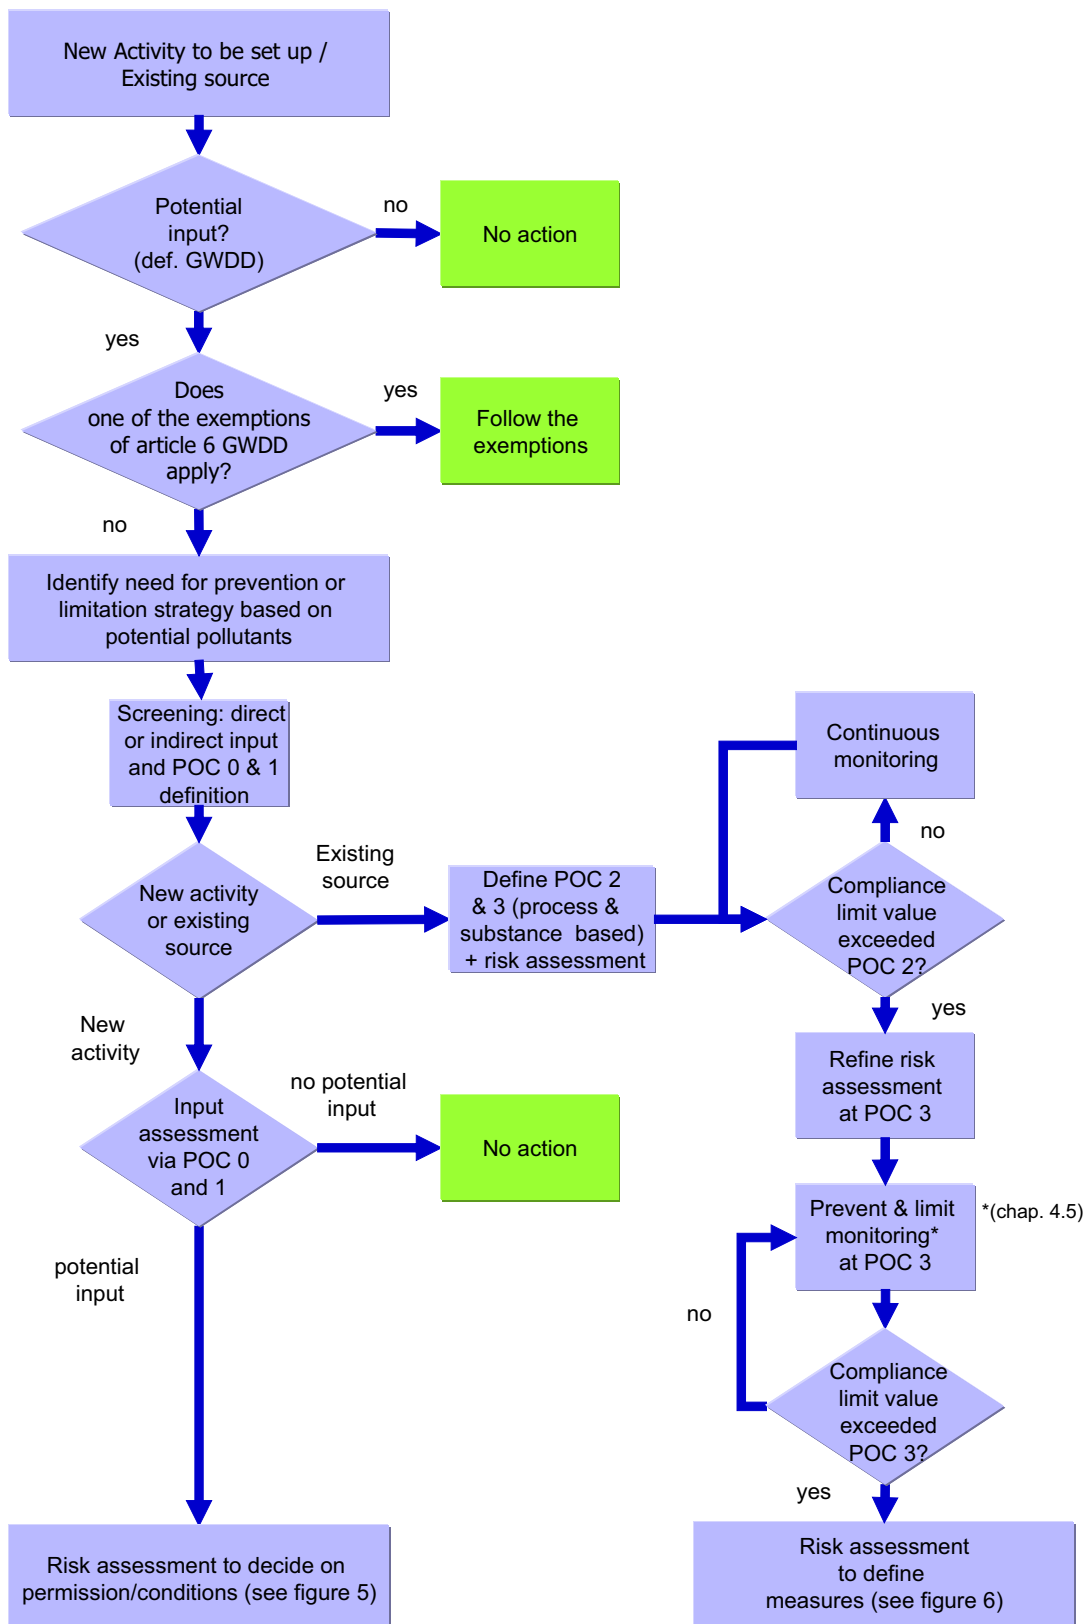 New Activity to be set up /
Existing source
Potential
input?
(def. GWDD)
no
No action
yes
Does
one of the exemptions
of article 6 GWDD
apply?
yes
Follow the
exemptions
no
Identify need for prevention or
limitation strategy based on
potential pollutants
Screening: direct
or indirect input
and POC 0 & 1
definition
New activity
or existing
source
Existing
source
Define POC 2
& 3 (process &
substance based)
+ risk assessment
Continuous
monitoring
no
Compliance
limit value
exceeded
POC 2?
yes
Refine risk
assessment
at POC 3
Prevent & limit
monitoring*
at POC 3
*(chap. 4.5)
no
Compliance
limit value
exceeded
POC 3?
yes
Risk assessment
to define
measures (see figure 6)
New
activity
Input
assessment
via POC 0
and 1
no potential
input
No action
potential
input
Risk assessment to decide on
permission/conditions (see figure 5)